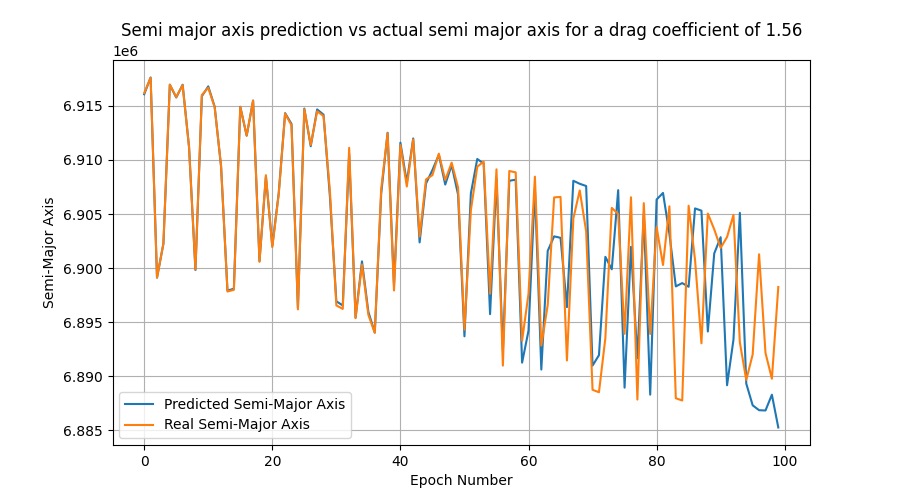 Semi major axis prediction vs actual semi major axis for a drag coefficient of 1.56
1e6
6.915
6.910
6.905
6.900
6.895
6.890
6.885
Semi-Major Axis
Predicted Semi-Major Axis
Real Semi-Major Axis
0 20 40 60 80 100
Epoch Number